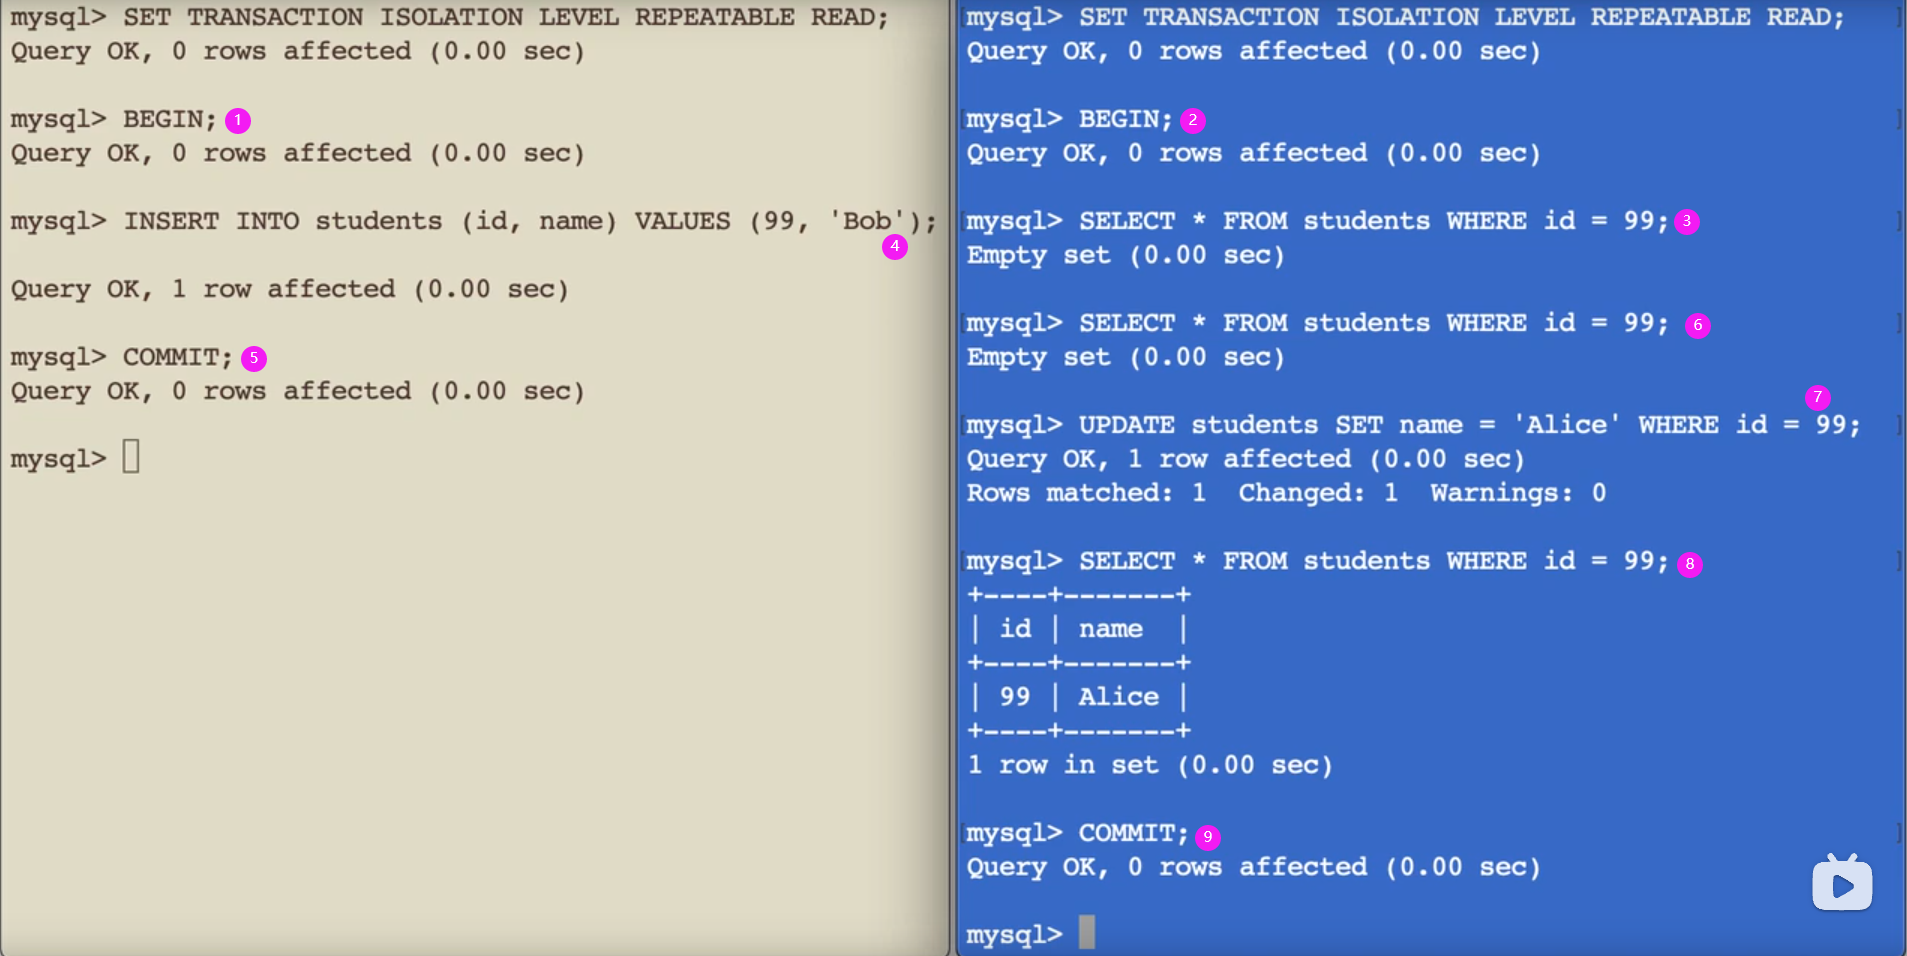 mysql> SET TRANSACTION ISOLATION LEVEL REPEATABLE READ;
Query OK, 0 rows affected (0.00 sec)
mysql> BEGIN; 1
Query OK, 0 rows affected (0.00 sec)
mysql> INSERT INTO students (id, name) VALUES (99, 'Bob');
4
Query OK, 1 row affected (0.00 sec)
mysql> COMMIT; 5
Query OK, 0 rows affected (0.00 sec)
mysql>
mysql> SET TRANSACTION ISOLATION LEVEL REPEATABLE READ;
Query OK, 0 rows affected (0.00 sec)
mysql> BEGIN; 2
Query OK, 0 rows affected (0.00 sec)
mysql> SELECT * FROM students WHERE id = 99; 3
Empty set (0.00 sec)
mysql> SELECT * FROM students WHERE id = 99; 6
Empty set (0.00 sec)
7
mysql> UPDATE students SET name = 'Alice' WHERE id = 99;
Query OK, 1 row affected (0.00 sec)
Rows matched: 1  Changed: 1  Warnings: 0
mysql> SELECT * FROM students WHERE id = 99; 8
+----+-------+
| id | name  |
+----+-------+
| 99 | Alice |
+----+-------+
1 row in set (0.00 sec)
mysql> COMMIT; 9
Query OK, 0 rows affected (0.00 sec)
mysql>